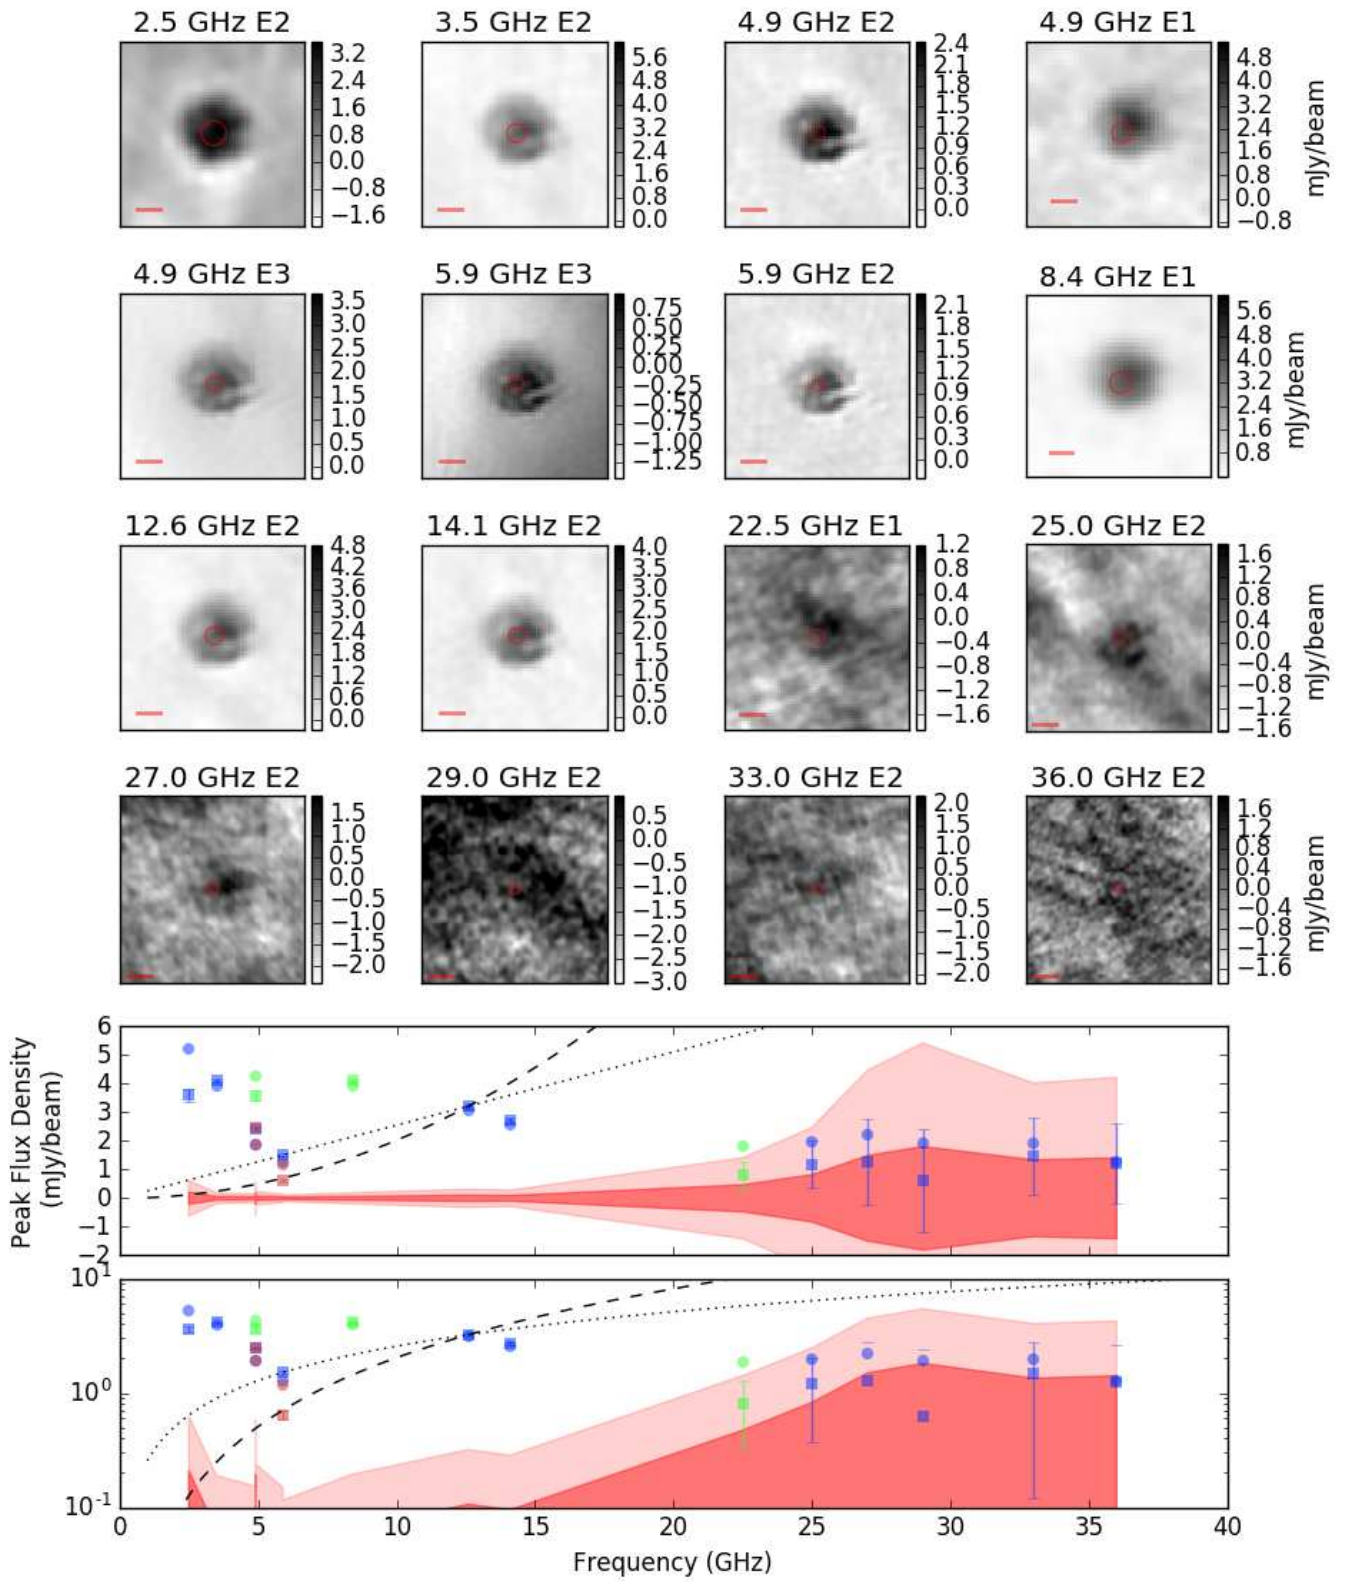 2.5 GHz E2 3.5 GHz E2 4.9 GHz E2 4.9 GHz E1
3.2 2.4 1.6 0.8 0.0 −0.8 −1.6
5.6 4.8 4.0 3.2 2.4 1.6 0.8 0.0
2.4 2.1 1.8 1.5 1.2 0.9 0.6 0.3 0.0
4.8 4.0 3.2 2.4 1.6 0.8 0.0 −0.8
mJy/beam
4.9 GHz E3 5.9 GHz E3 5.9 GHz E2 8.4 GHz E1
3.5 3.0 2.5 2.0 1.5 1.0 0.5 0.0
0.75 0.50 0.25 0.00 −0.25 −0.50 −0.75 −1.00 −1.25
2.1 1.8 1.5 1.2 0.9 0.6 0.3 0.0
5.6 4.8 4.0 3.2 2.4 1.6 0.8
mJy/beam
12.6 GHz E2 14.1 GHz E2 22.5 GHz E1 25.0 GHz E2
4.8 4.2 3.6 3.0 2.4 1.8 1.2 0.6 0.0
4.0 3.5 3.0 2.5 2.0 1.5 1.0 0.5 0.0
1.2 0.8 0.4 0.0 −0.4 −0.8 −1.2 −1.6
1.6 1.2 0.8 0.4 0.0 −0.4 −0.8 −1.2 −1.6
mJy/beam
27.0 GHz E2 29.0 GHz E2 33.0 GHz E2 36.0 GHz E2
1.5 1.0 0.5 0.0 −0.5 −1.0 −1.5 −2.0
0.5 0.0 −0.5 −1.0 −1.5 −2.0 −2.5 −3.0
2.0 1.5 1.0 0.5 0.0 −0.5 −1.0 −1.5 −2.0
1.6 1.2 0.8 0.4 0.0 −0.4 −0.8 −1.2 −1.6
mJy/beam
Peak Flux Density
(mJy/beam)
6
5
4
3
2
1
0
−1
−2
10¹
10⁰
10⁻¹
0 5 10 15 20 25 30 35 40
Frequency (GHz)